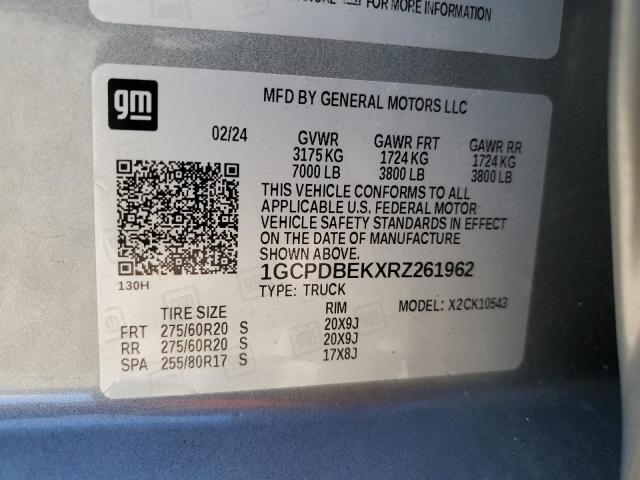 FOR MORE INFORMATION
gm
MFD BY GENERAL MOTORS LLC
02/24 GVWR GAWR FRT GAWR RR
3175 KG 1724 KG 1724 KG
7000 LB 3800 LB 3800 LB
THIS VEHICLE CONFORMS TO ALL
APPLICABLE U.S. FEDERAL MOTOR
VEHICLE SAFETY STANDARDS IN EFFECT
ON THE DATE OF MANUFACTURE
SHOWN ABOVE.
1GCPDBEKXRZ261962
130H
TYPE: TRUCK MODEL: X2CK10543
TIRE SIZE RIM
FRT 275/60R20 S 20X9J
RR 275/60R20 S 20X9J
SPA 255/80R17 S 17X8J